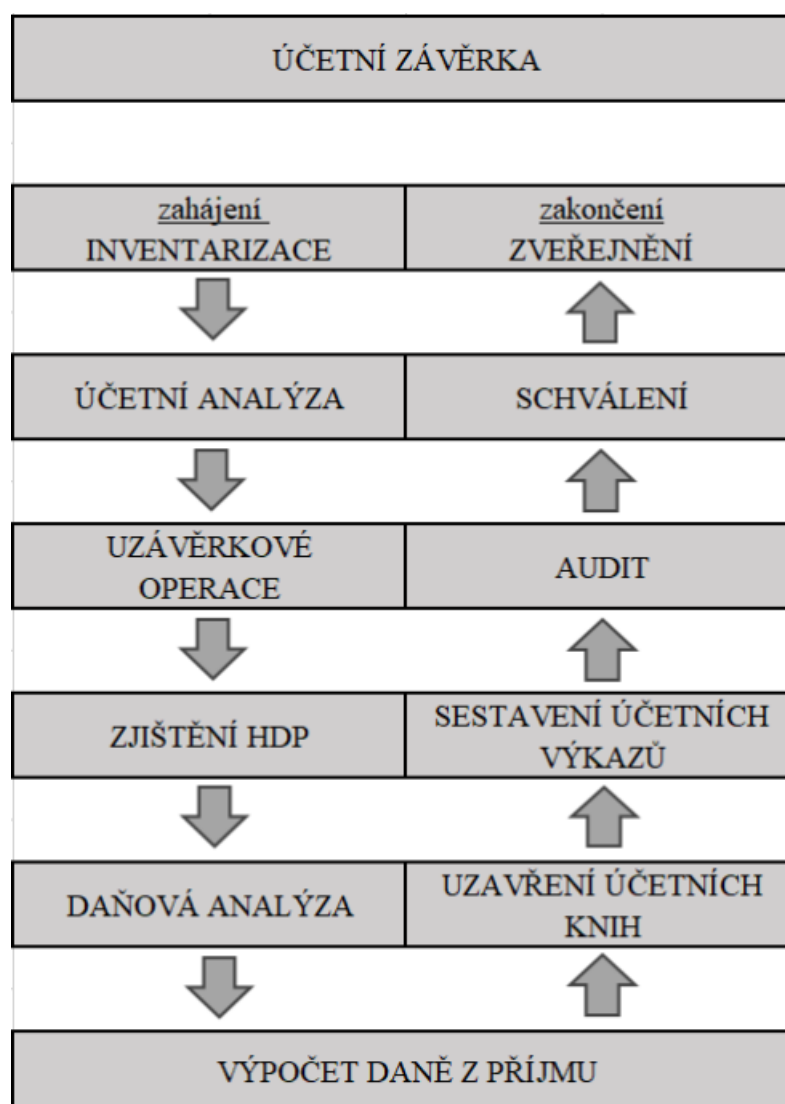 ÚČETNÍ ZÁVĚRKA
zahájení
INVENTARIZACE
zakončení
ZVEŘEJNĚNÍ
ÚČETNÍ ANALÝZA
SCHVÁLENÍ
UZÁVĚRKOVÉ
OPERACE
AUDIT
ZJIŠTĚNÍ HDP
SESTAVENÍ ÚČETNÍCH
VÝKAZŮ
DAŇOVÁ ANALÝZA
UZAVŘENÍ ÚČETNÍCH
KNIH
VÝPOČET DANĚ Z PŘÍJMU